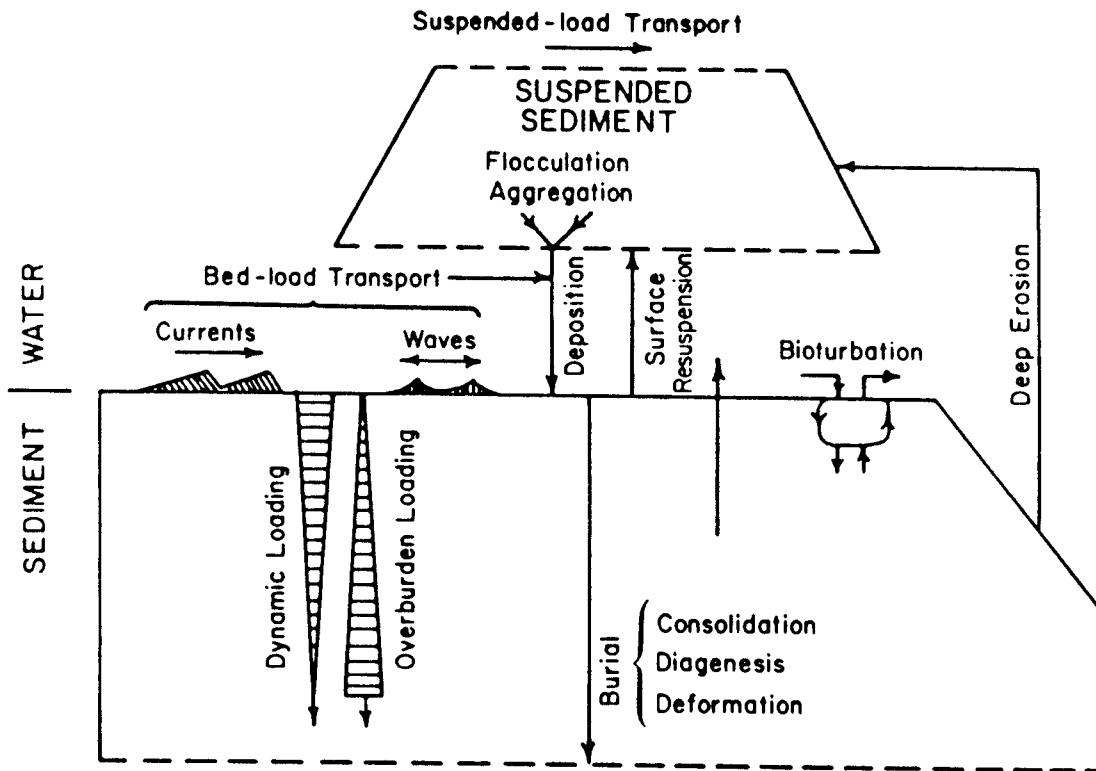 Suspended-load Transport
SUSPENDED
SEDIMENT
Flocculation
Aggregation
Bed-load Transport
Currents
Waves
Deposition
Surface
Resuspension
Bioturbation
Deep Erosion
WATER
SEDIMENT
Dynamic Loading
Overburden Loading
Burial
Consolidation
Diagenesis
Deformation